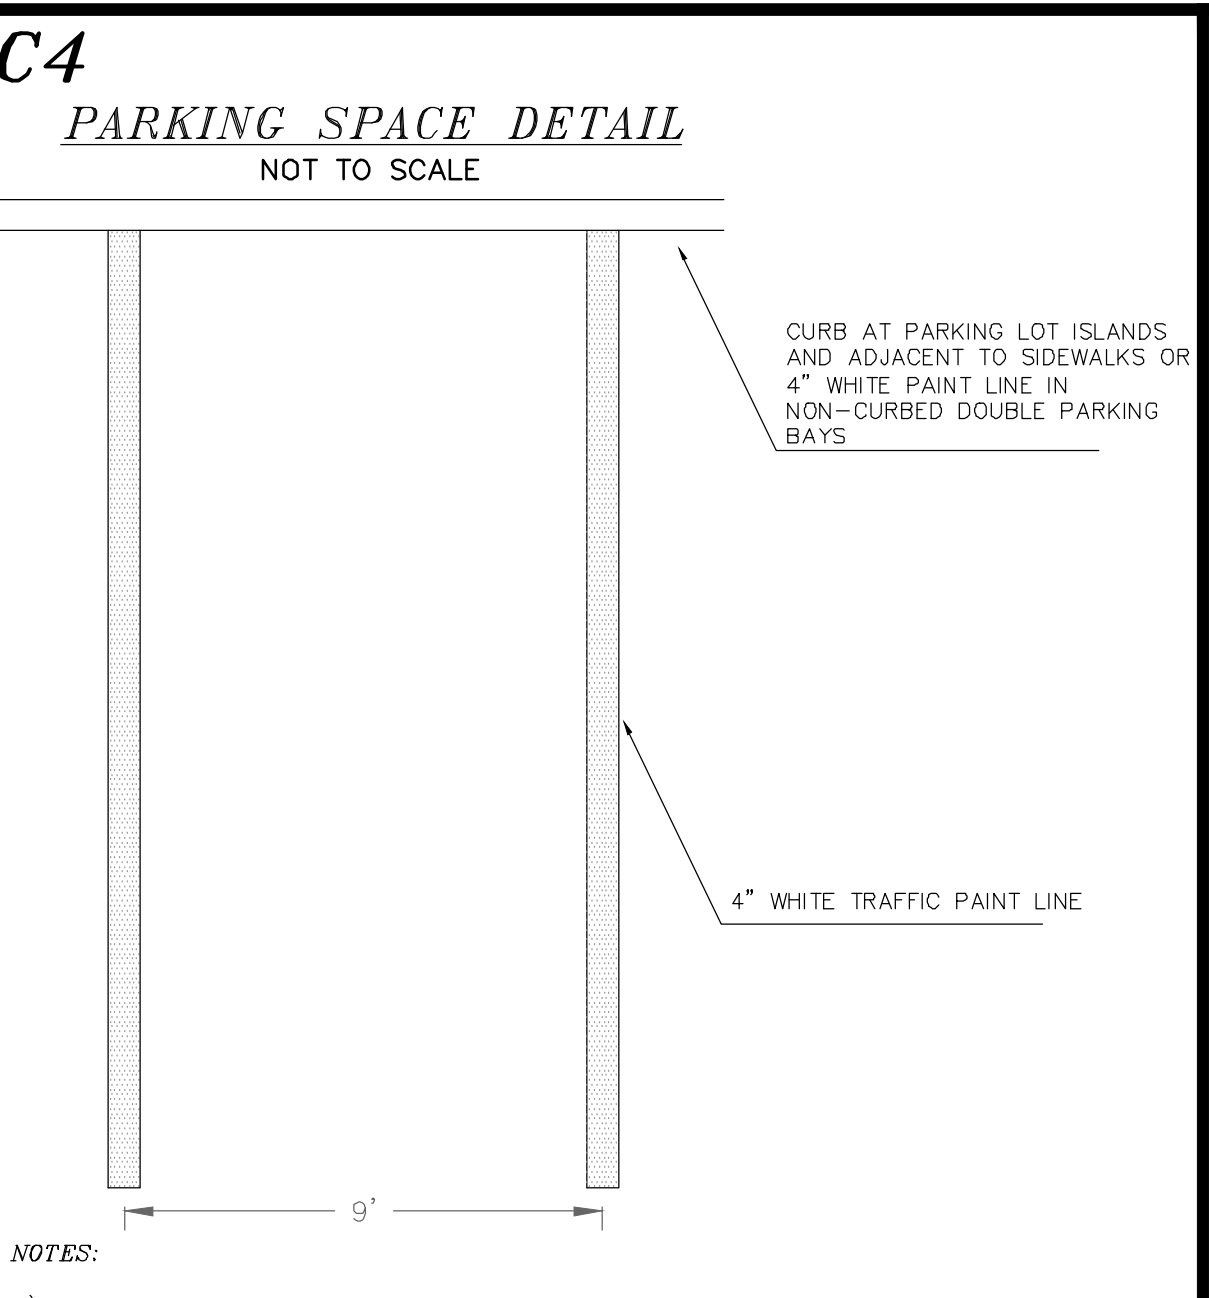 C4
PARKING SPACE DETAIL
NOT TO SCALE
CURB AT PARKING LOT ISLANDS
AND ADJACENT TO SIDEWALKS OR
4" WHITE PAINT LINE IN
NON-CURBED DOUBLE PARKING
BAYS
4" WHITE TRAFFIC PAINT LINE
9'
NOTES: